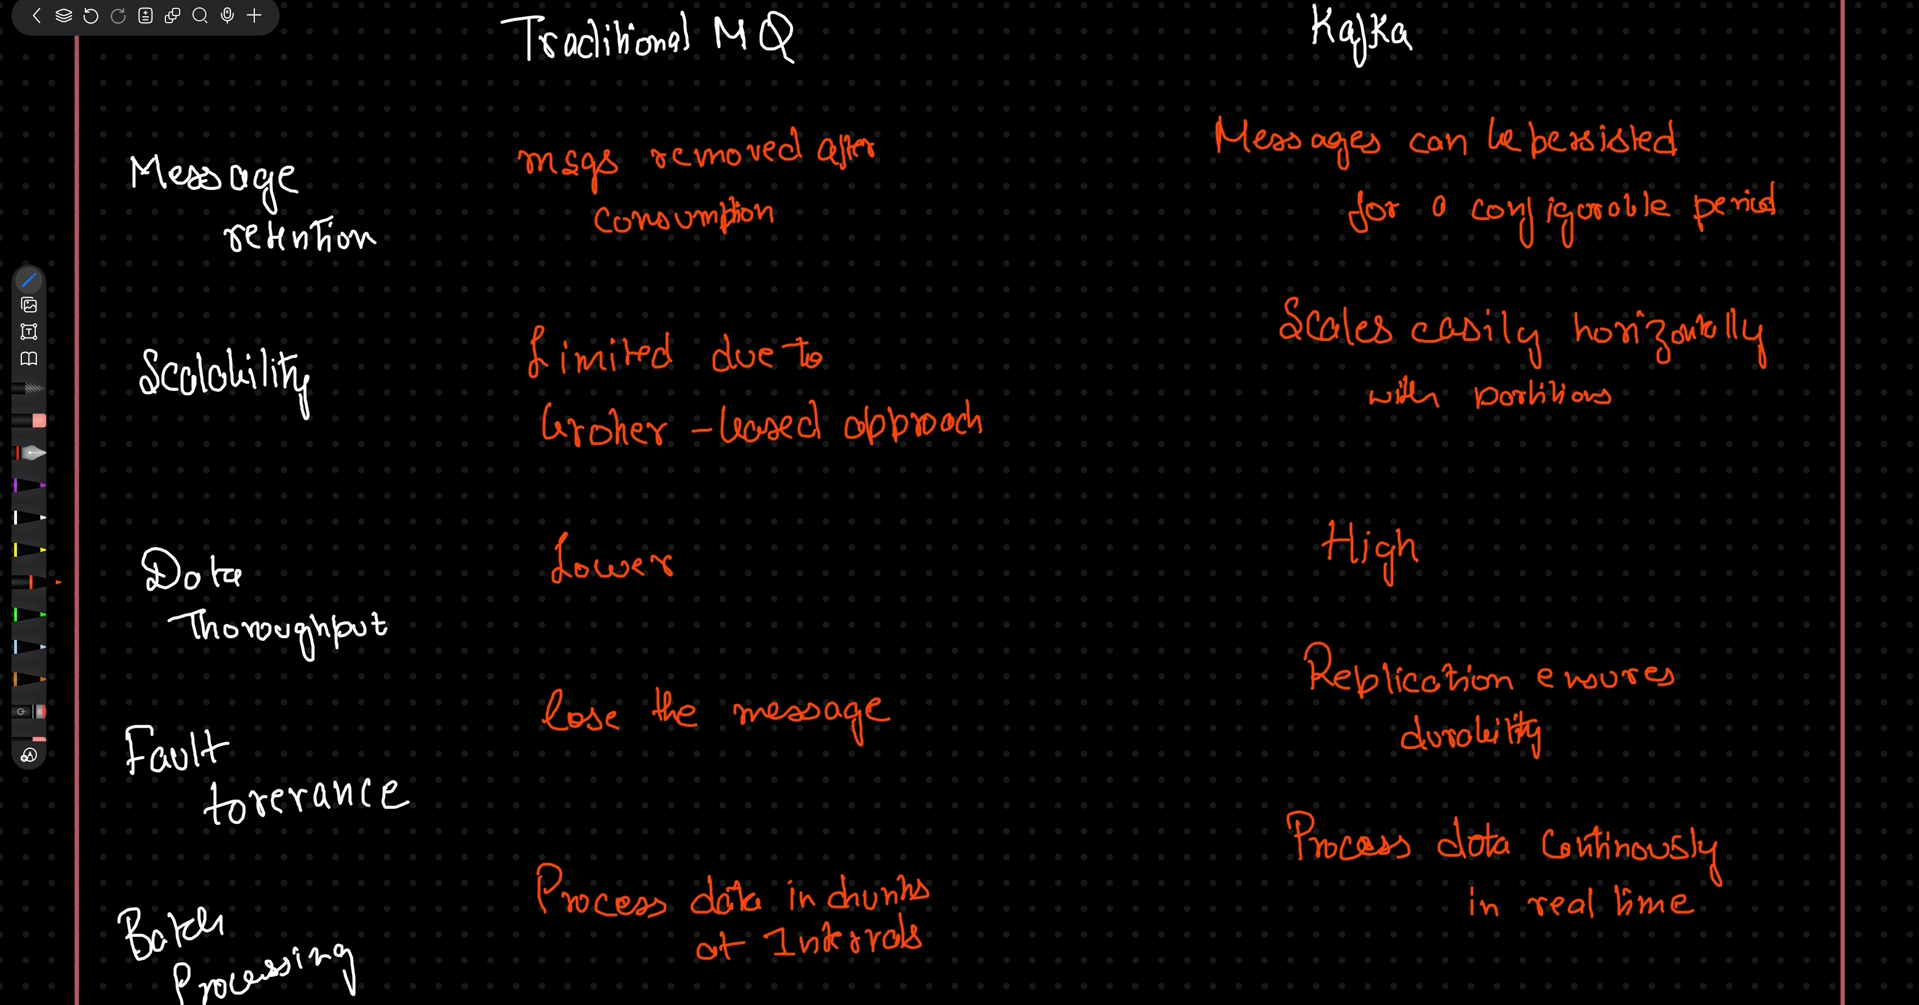 Traditional MQ
Kafka
Message
retention
msgs removed after
consumption
Messages can be persisted
for a configurable period
Scalability
Limited due to
broker - based approach
Scales easily horizontally
with partitions
Data
Thoroughput
Lower
High
Fault
torerance
lose the message
Replication ensures
durability
Batch
Processing
Process data in chunks
at Intervals
Process data continously
in real time